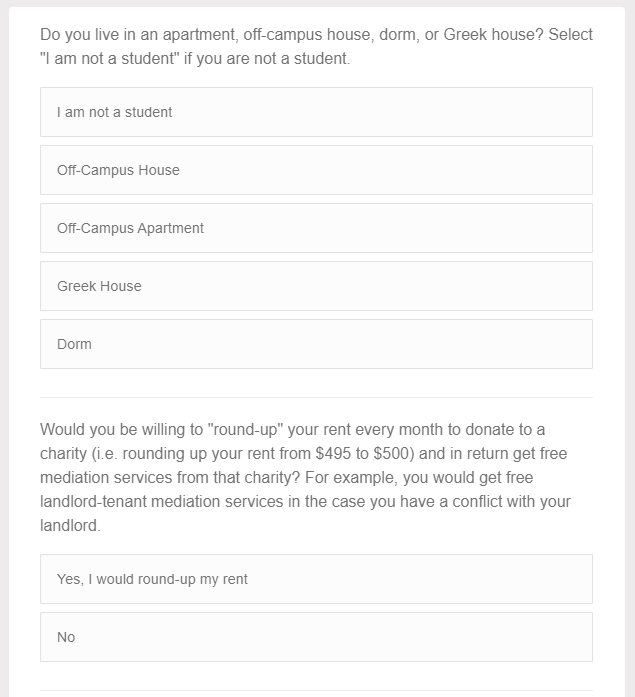 Do you live in an apartment, off-campus house, dorm, or Greek house? Select
"I am not a student" if you are not a student.
I am not a student
Off-Campus House
Off-Campus Apartment
Greek House
Dorm
Would you be willing to "round-up" your rent every month to donate to a
charity (i.e. rounding up your rent from $495 to $500) and in return get free
mediation services from that charity? For example, you would get free
landlord-tenant mediation services in the case you have a conflict with your
landlord.
Yes, I would round-up my rent
No